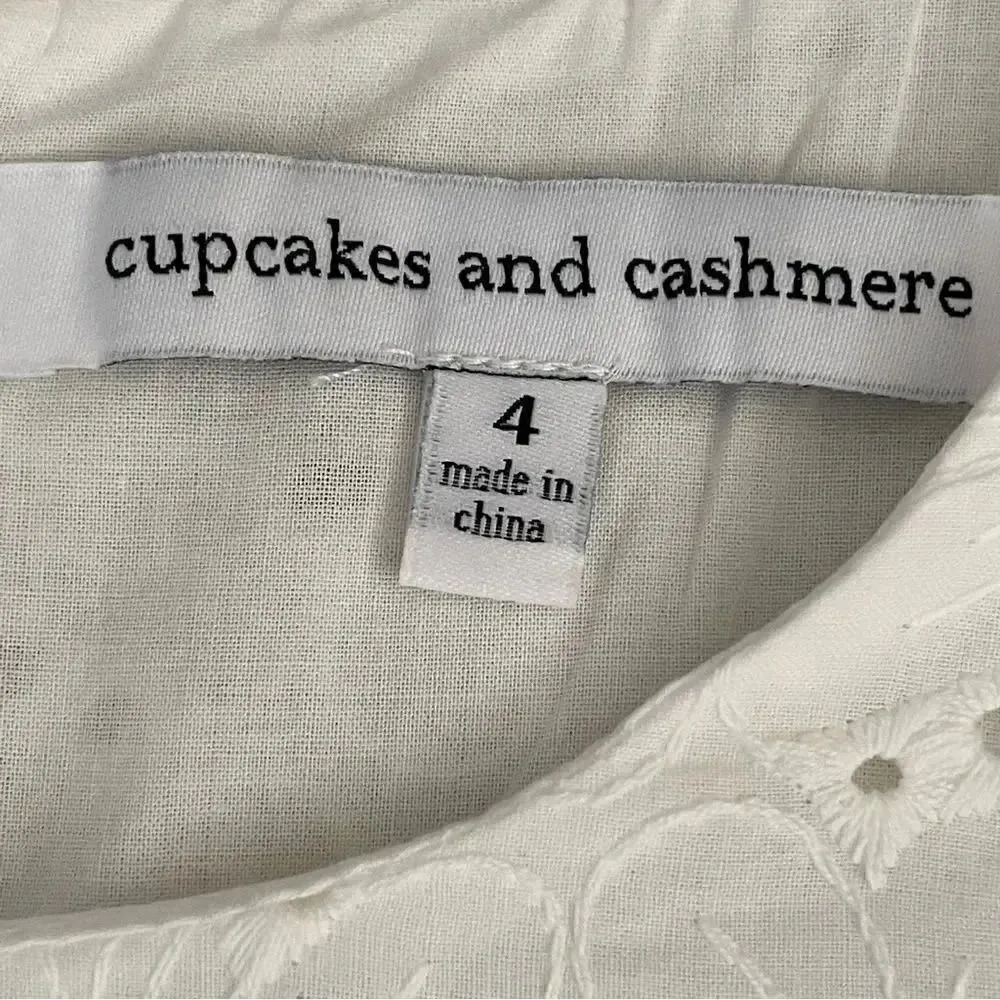 cupcakes and cashmere
4
made in
china